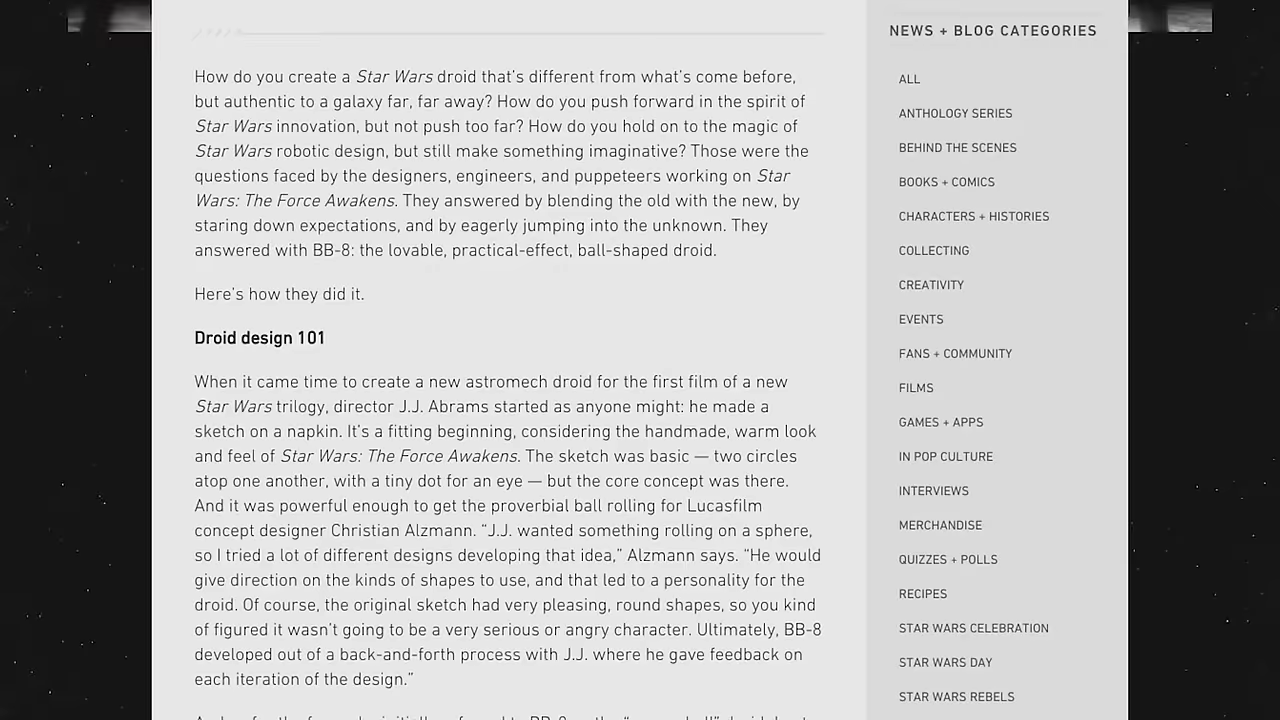 How do you create a Star Wars droid that's different from what's come before,
but authentic to a galaxy far, far away? How do you push forward in the spirit of
Star Wars innovation, but not push too far? How do you hold on to the magic of
Star Wars robotic design, but still make something imaginative? Those were the
questions faced by the designers, engineers, and puppeteers working on Star
Wars: The Force Awakens. They answered by blending the old with the new, by
staring down expectations, and by eagerly jumping into the unknown. They
answered with BB-8: the lovable, practical-effect, ball-shaped droid.
Here's how they did it.
Droid design 101
When it came time to create a new astromech droid for the first film of a new
Star Wars trilogy, director J.J. Abrams started as anyone might: he made a
sketch on a napkin. It's a fitting beginning, considering the handmade, warm look
and feel of Star Wars: The Force Awakens. The sketch was basic — two circles
atop one another, with a tiny dot for an eye — but the core concept was there.
And it was powerful enough to get the proverbial ball rolling for Lucasfilm
concept designer Christian Alzmann. “J.J. wanted something rolling on a sphere,
so I tried a lot of different designs developing that idea,” Alzmann says. “He would
give direction on the kinds of shapes to use, and that led to a personality for the
droid. Of course, the original sketch had very pleasing, round shapes, so you kind
of figured it wasn't going to be a very serious or angry character. Ultimately, BB-8
developed out of a back-and-forth process with J.J. where he gave feedback on
each iteration of the design.”
NEWS + BLOG CATEGORIES
ALL
ANTHOLOGY SERIES
BEHIND THE SCENES
BOOKS + COMICS
CHARACTERS + HISTORIES
COLLECTING
CREATIVITY
EVENTS
FANS + COMMUNITY
FILMS
GAMES + APPS
IN POP CULTURE
INTERVIEWS
MERCHANDISE
QUIZZES + POLLS
RECIPES
STAR WARS CELEBRATION
STAR WARS DAY
STAR WARS REBELS